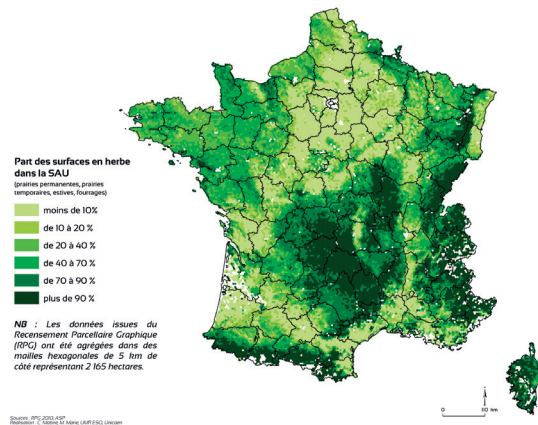 Part des surfaces en herbe
dans la SAU
(prairies permanentes, prairies
temporaires, estives, fourrages)
moins de 10%
de 10 à 20 %
de 20 à 40 %
de 40 à 70 %
de 70 à 90 %
plus de 90 %
NB : Les données issues du
Recensement Parcellaire Graphique
(RPG) ont été agrégées dans des
mailles hexagonales de 5 km de
côté représentant 2 165 hectares.
Sources : RPG 2010, ASP
Réalisation : C. Matine, M. Marie, UMR ESO, Unicaen
0 80 km